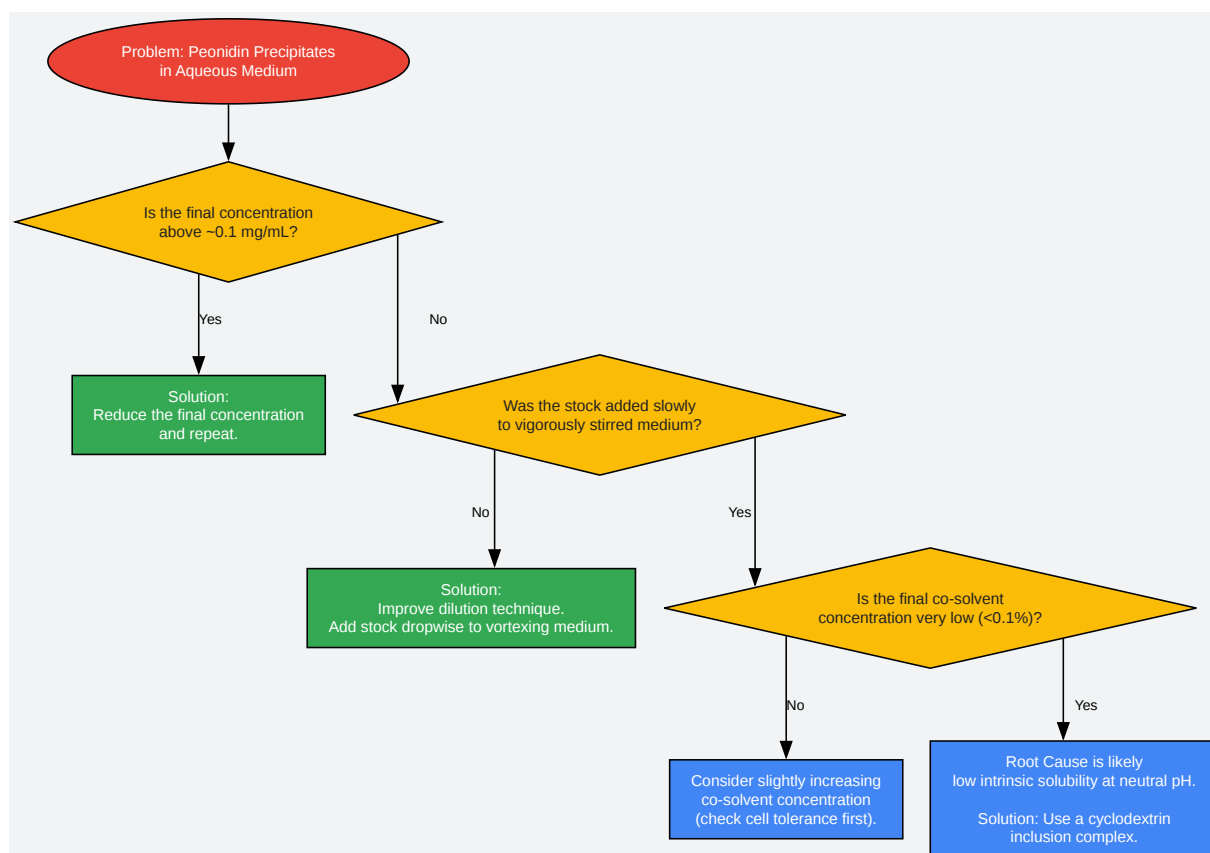 Problem: Peonidin Precipitates
in Aqueous Medium
Is the final concentration
above ~0.1 mg/mL?
Yes
No
Solution:
Reduce the final concentration
and repeat.
Was the stock added slowly
to vigorously stirred medium?
No
Yes
Solution:
Improve dilution technique.
Add stock dropwise to vortexing medium.
Is the final co-solvent
concentration very low (<0.1%)?
No
Yes
Consider slightly increasing
co-solvent concentration
(check cell tolerance first).
Root Cause is likely
low intrinsic solubility at neutral pH.
Solution: Use a cyclodextrin
inclusion complex.